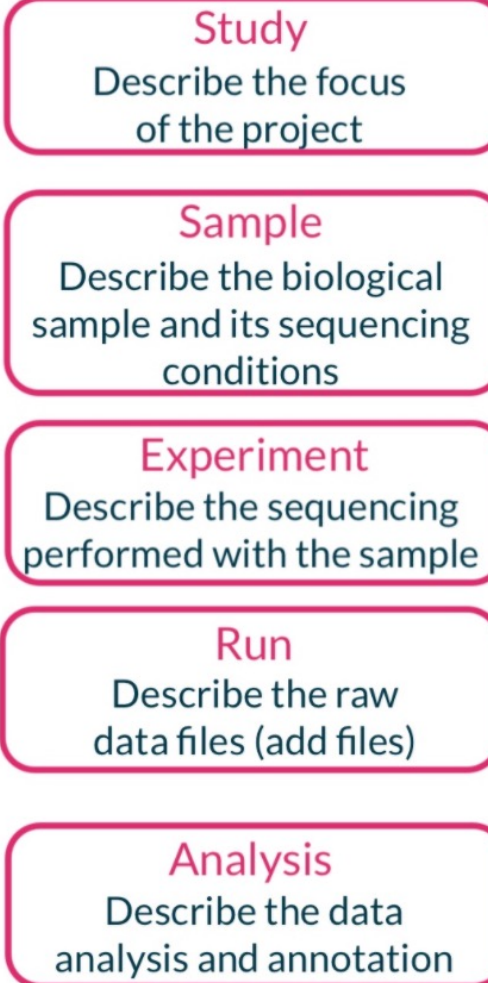 Study
Describe the focus
of the project
Sample
Describe the biological
sample and its sequencing
conditions
Experiment
Describe the sequencing
performed with the sample
Run
Describe the raw
data files (add files)
Analysis
Describe the data
analysis and annotation